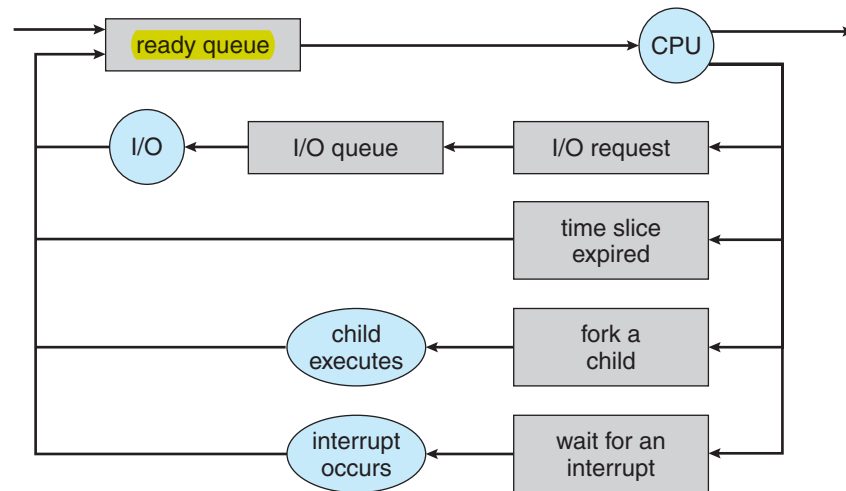 ready queue
CPU
I/O
I/O queue
I/O request
time slice
expired
child
executes
fork a
child
interrupt
occurs
wait for an
interrupt